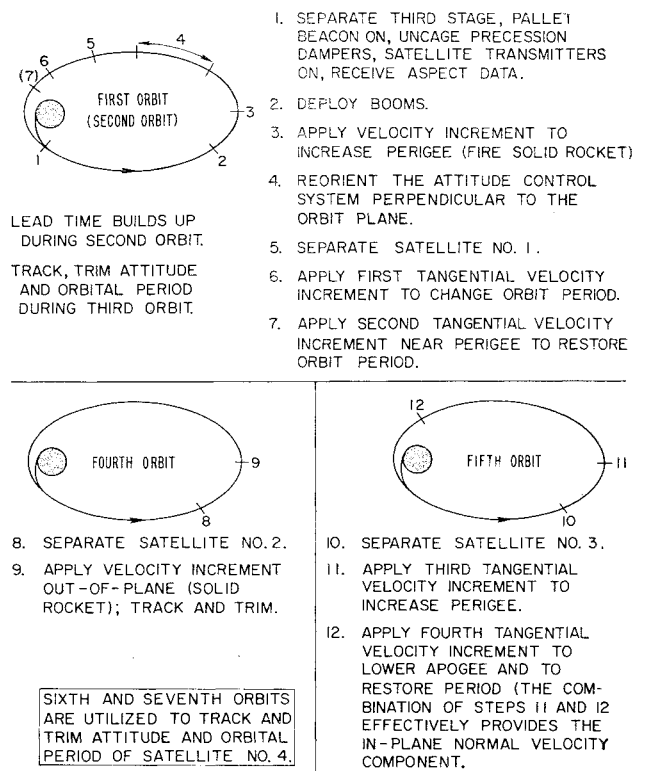 5
4
6
(7)
FIRST ORBIT
(SECOND ORBIT)
3
1
2
LEAD TIME BUILDS UP
DURING SECOND ORBIT.
TRACK, TRIM ATTITUDE
AND ORBITAL PERIOD
DURING THIRD ORBIT.
1. SEPARATE THIRD STAGE, PALLET
BEACON ON, UNCAGE PRECESSION
DAMPERS, SATELLITE TRANSMITTERS
ON, RECEIVE ASPECT DATA.
2. DEPLOY BOOMS.
3. APPLY VELOCITY INCREMENT TO
INCREASE PERIGEE (FIRE SOLID ROCKET)
4. REORIENT THE ATTITUDE CONTROL
SYSTEM PERPENDICULAR TO THE
ORBIT PLANE.
5. SEPARATE SATELLITE NO. 1.
6. APPLY FIRST TANGENTIAL VELOCITY
INCREMENT TO CHANGE ORBIT PERIOD.
7. APPLY SECOND TANGENTIAL VELOCITY
INCREMENT NEAR PERIGEE TO RESTORE
ORBIT PERIOD.
FOURTH ORBIT
9
8
8. SEPARATE SATELLITE NO. 2.
9. APPLY VELOCITY INCREMENT
OUT-OF-PLANE (SOLID
ROCKET); TRACK AND TRIM.
SIXTH AND SEVENTH ORBITS
ARE UTILIZED TO TRACK AND
TRIM ATTITUDE AND ORBITAL
PERIOD OF SATELLITE NO. 4.
12
FIFTH ORBIT
11
10
10. SEPARATE SATELLITE NO. 3.
11. APPLY THIRD TANGENTIAL
VELOCITY INCREMENT TO
INCREASE PERIGEE.
12. APPLY FOURTH TANGENTIAL
VELOCITY INCREMENT TO
LOWER APOGEE AND TO
RESTORE PERIOD (THE COM-
BINATION OF STEPS 11 AND 12
EFFECTIVELY PROVIDES THE
IN-PLANE NORMAL VELOCITY
COMPONENT.